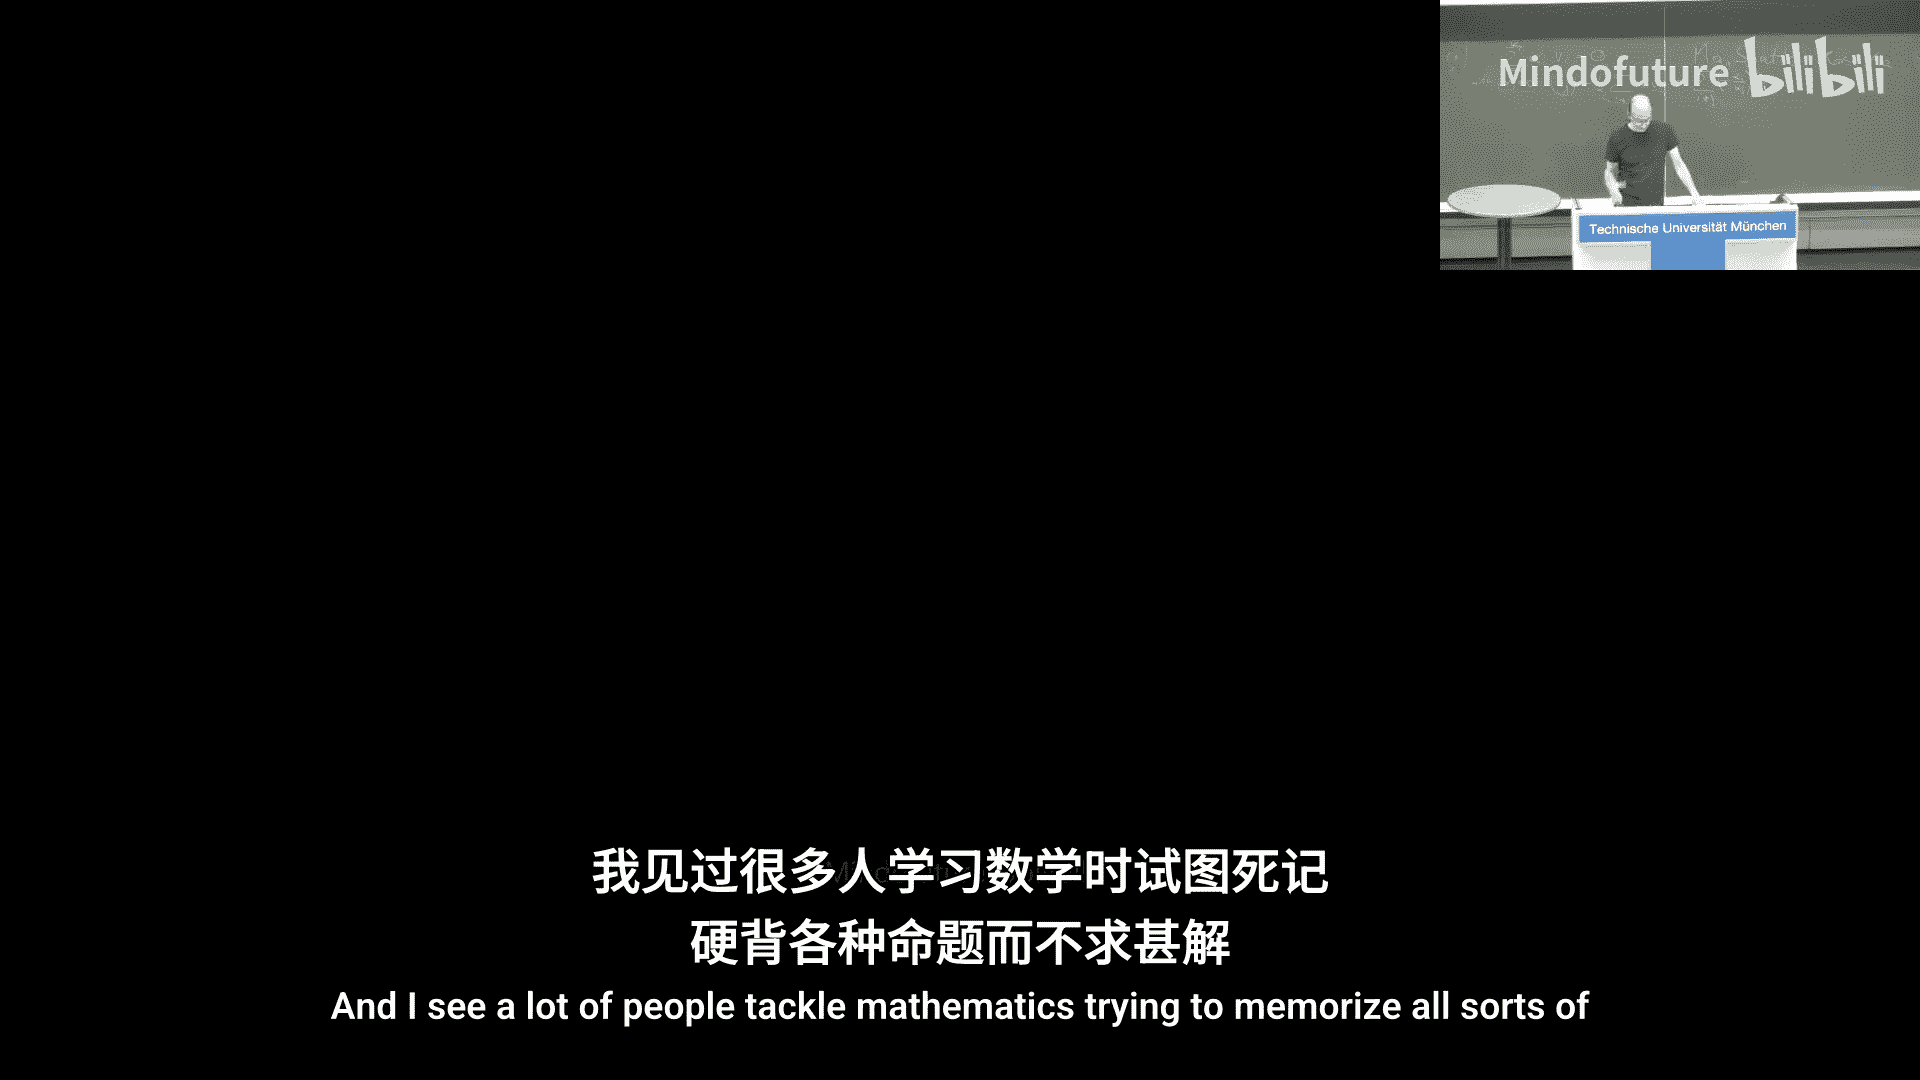 Mindofuture bilibili
Technische Universität München
我见过很多人学习数学时试图死记
硬背各种命题而不求甚解
And I see a lot of people tackle mathematics trying to memorize all sorts of